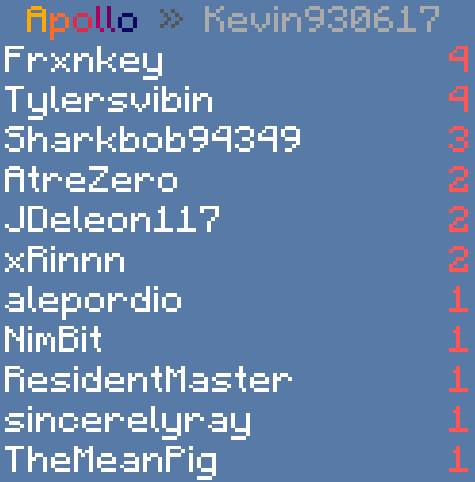 Apollo » Kevin930617
Frxnkey 4
Tylersvibin 4
Sharkbob94349 3
AtreZero 2
JDeleon117 2
xRinnn 2
alepordio 1
NimBit 1
ResidentMaster 1
sincerelyray 1
TheMeanPig 1